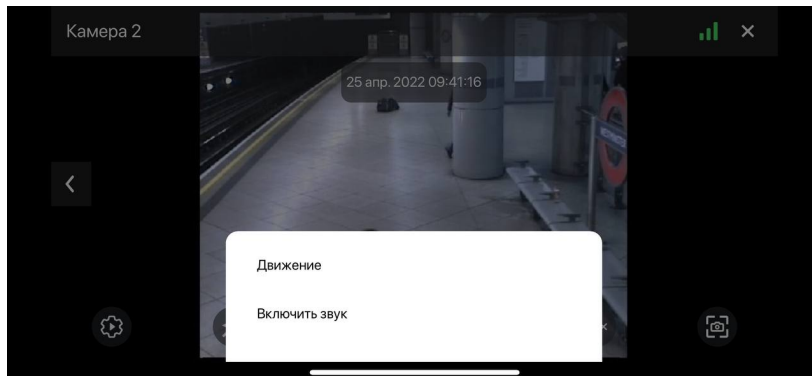 Камера 2
25 апр. 2022 09:41:16
Движение
Включить звук